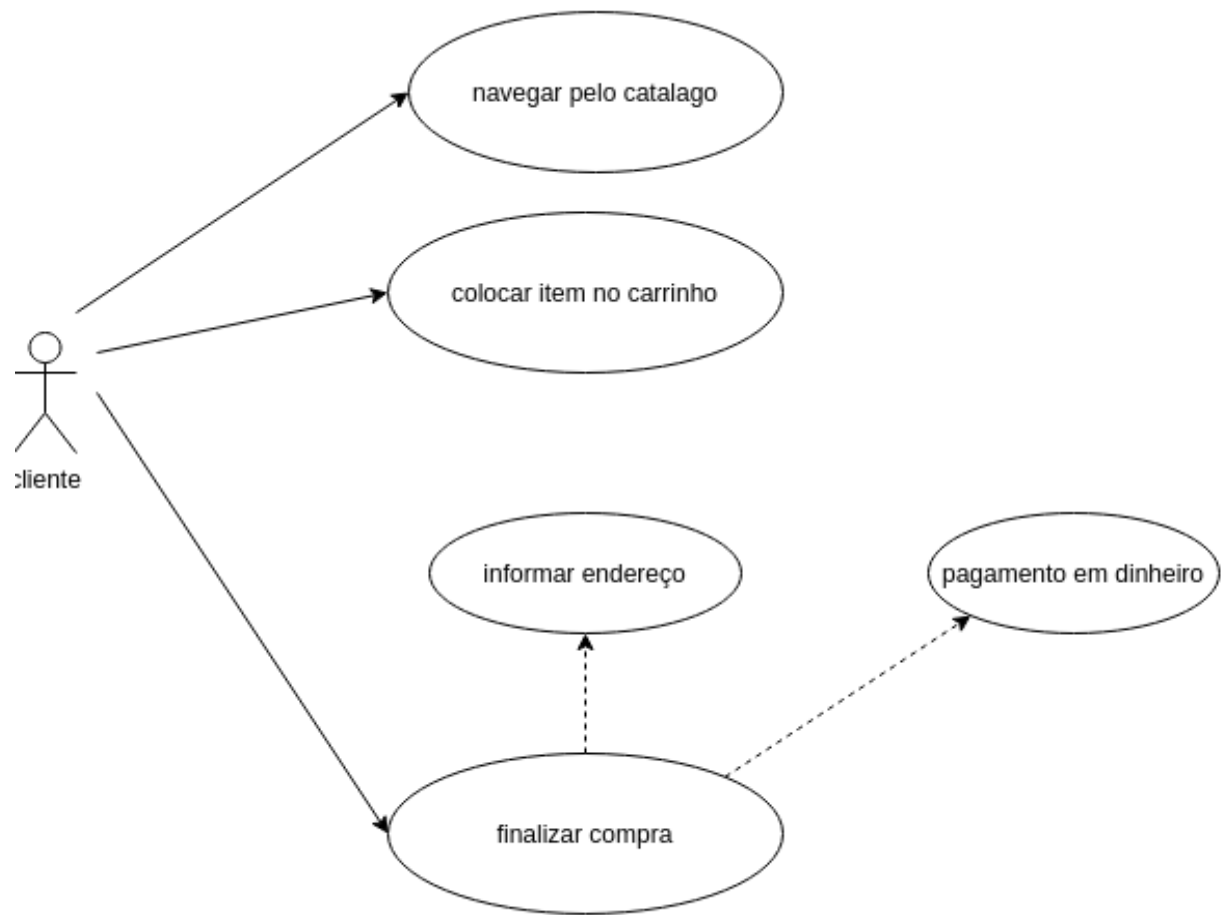 navegar pelo catalago
colocar item no carrinho
cliente
informar endereço
pagamento em dinheiro
finalizar compra